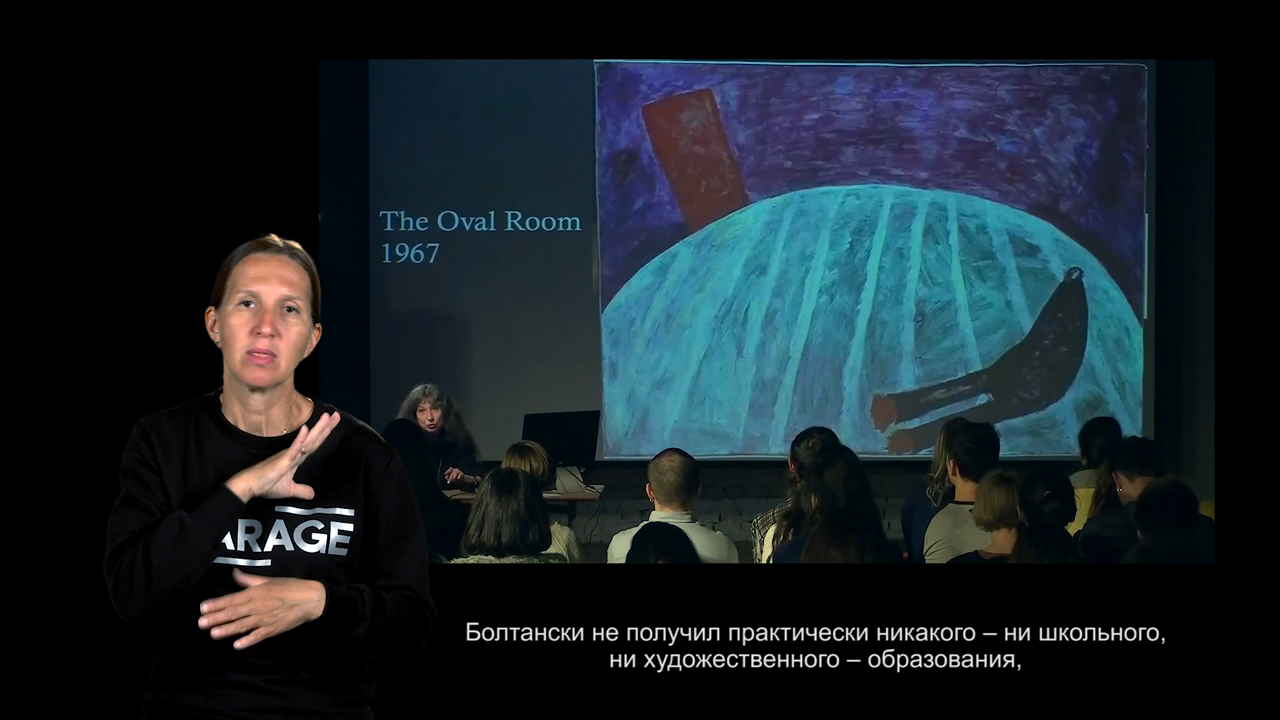 The Oval Room
1967
ARAGE
Болтански не получил практически никакого – ни школьного,
ни художественного – образования,